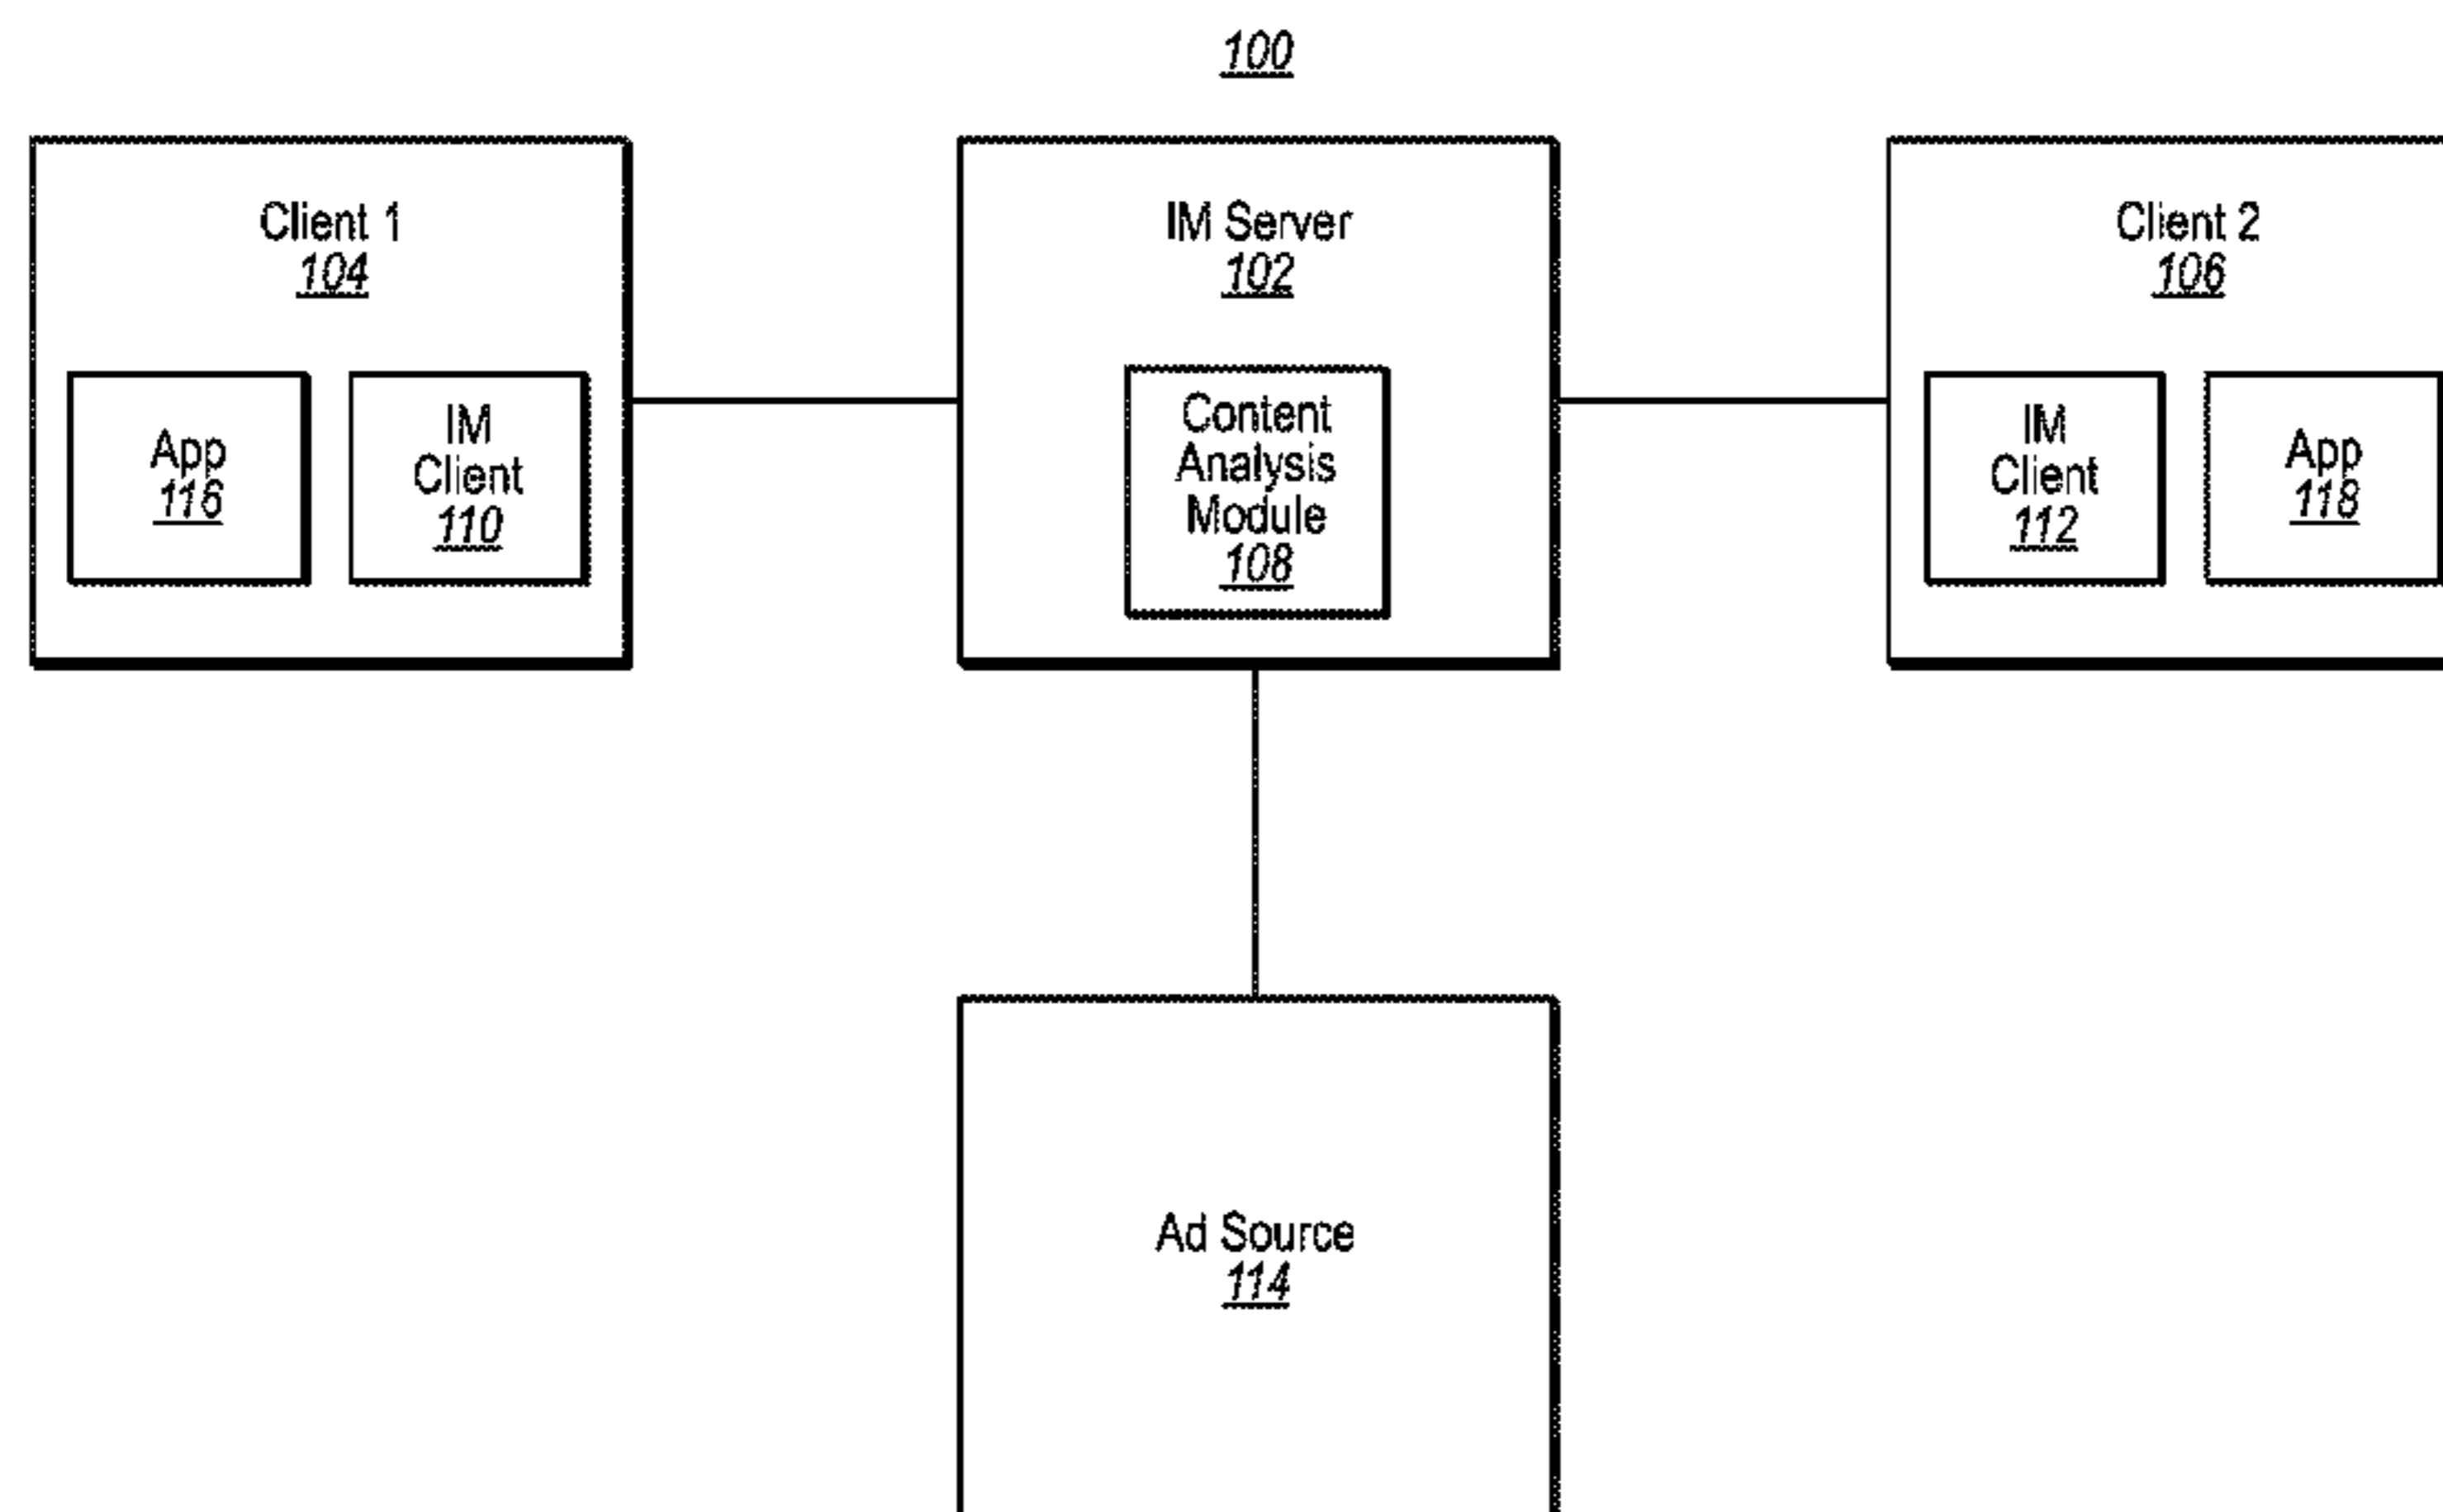 100
Client 1
104
App
116
IM
Client
110
IM Server
102
Content
Analysis
Module
108
Client 2
106
IM
Client
112
App
118
Ad Source
114